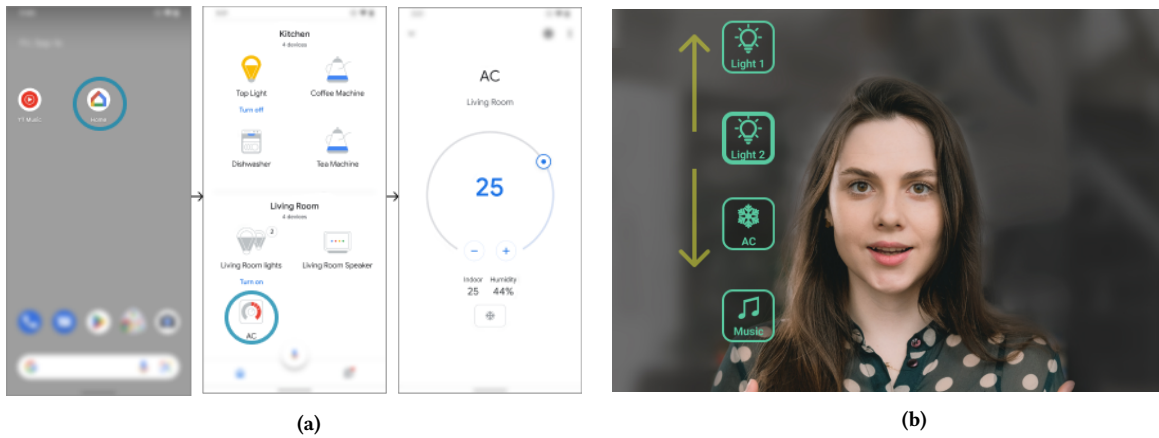 YT Music
Home
Kitchen
4 devices
Top Light
Coffee Machine
Turn off
Dishwasher
Tea Machine
Living Room
4 devices
2
Living Room lights
Living Room Speaker
Turn on
AC
AC
Living Room
25
Indoor
Humidity
25
44%
(a)
Light 1
Light 2
AC
Music
(b)